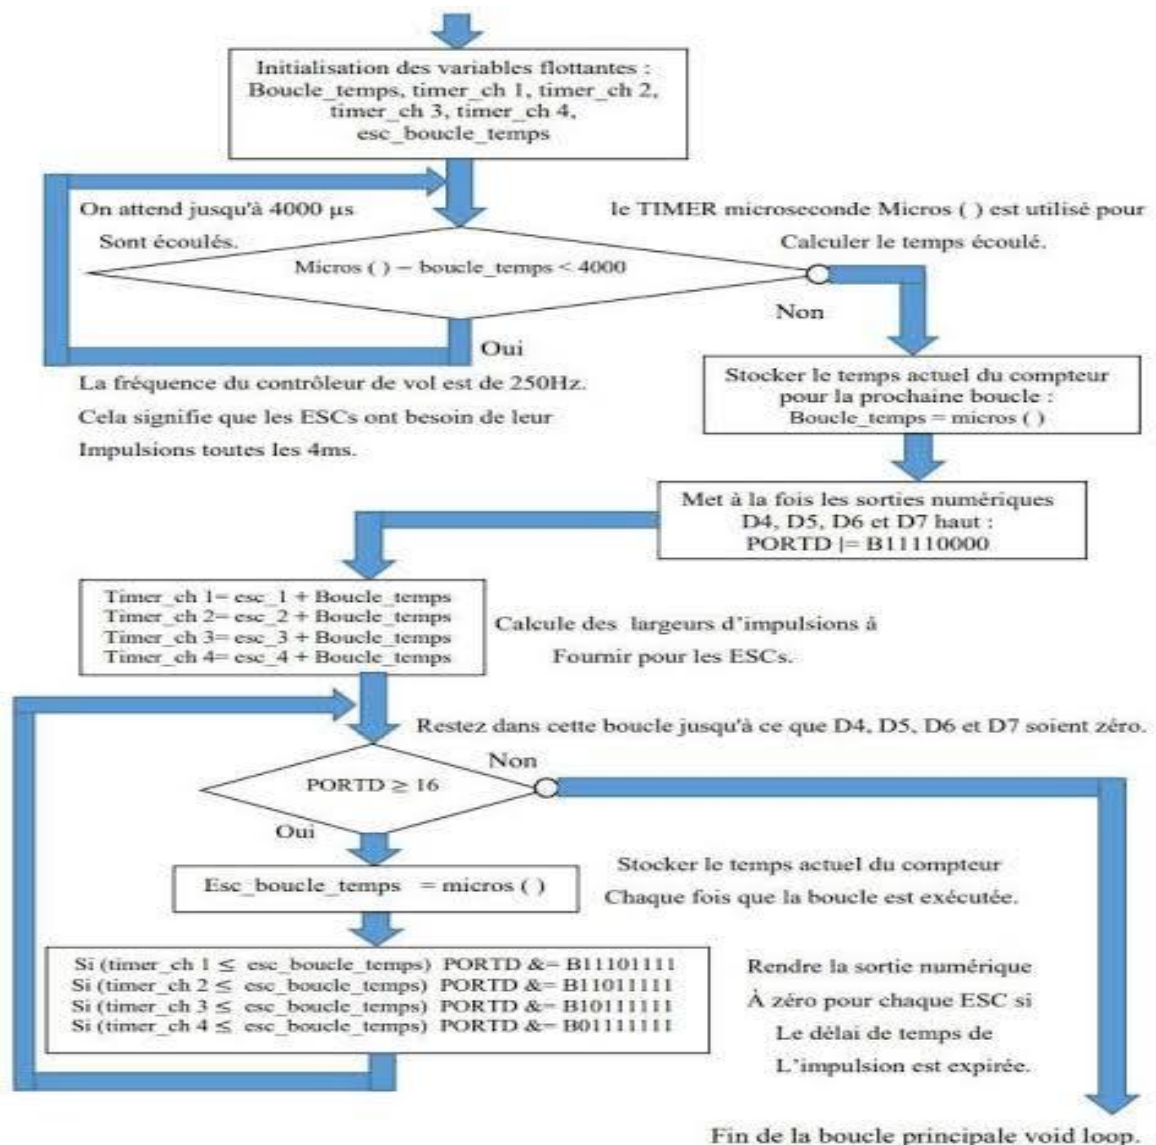 Initialisation des variables flottantes :
Boucle_temps, timer_ch 1, timer_ch 2,
timer_ch 3, timer_ch 4,
esc_boucle_temps
On attend jusqu'à 4000 µs
Sont écoulés.
le TIMER microseconde Micros ( ) est utilisé pour
Calculer le temps écoulé.
Micros ( ) – boucle_temps < 4000
Non
Oui
La fréquence du contrôleur de vol est de 250Hz.
Cela signifie que les ESCs ont besoin de leur
Impulsions toutes les 4ms.
Stocker le temps actuel du compteur
pour la prochaine boucle :
Boucle_temps = micros ( )
Met à la fois les sorties numériques
D4, D5, D6 et D7 haut :
PORTD |= B11110000
Timer_ch 1= esc_1 + Boucle_temps
Timer_ch 2= esc_2 + Boucle_temps
Timer_ch 3= esc_3 + Boucle_temps
Timer_ch 4= esc_4 + Boucle_temps
Calcule des largeurs d'impulsions à
Fournir pour les ESCs.
Restez dans cette boucle jusqu'à ce que D4, D5, D6 et D7 soient zéro.
Non
PORTD ≥ 16
Oui
Esc_boucle_temps = micros ( )
Stocker le temps actuel du compteur
Chaque fois que la boucle est exécutée.
Si (timer_ch 1 ≤ esc_boucle_temps) PORTD &= B11101111
Si (timer_ch 2 ≤ esc_boucle_temps) PORTD &= B11011111
Si (timer_ch 3 ≤ esc_boucle_temps) PORTD &= B10111111
Si (timer_ch 4 ≤ esc_boucle_temps) PORTD &= B01111111
Rendre la sortie numérique
À zéro pour chaque ESC si
Le délai de temps de
L'impulsion est expirée.
Fin de la boucle principale void loop.